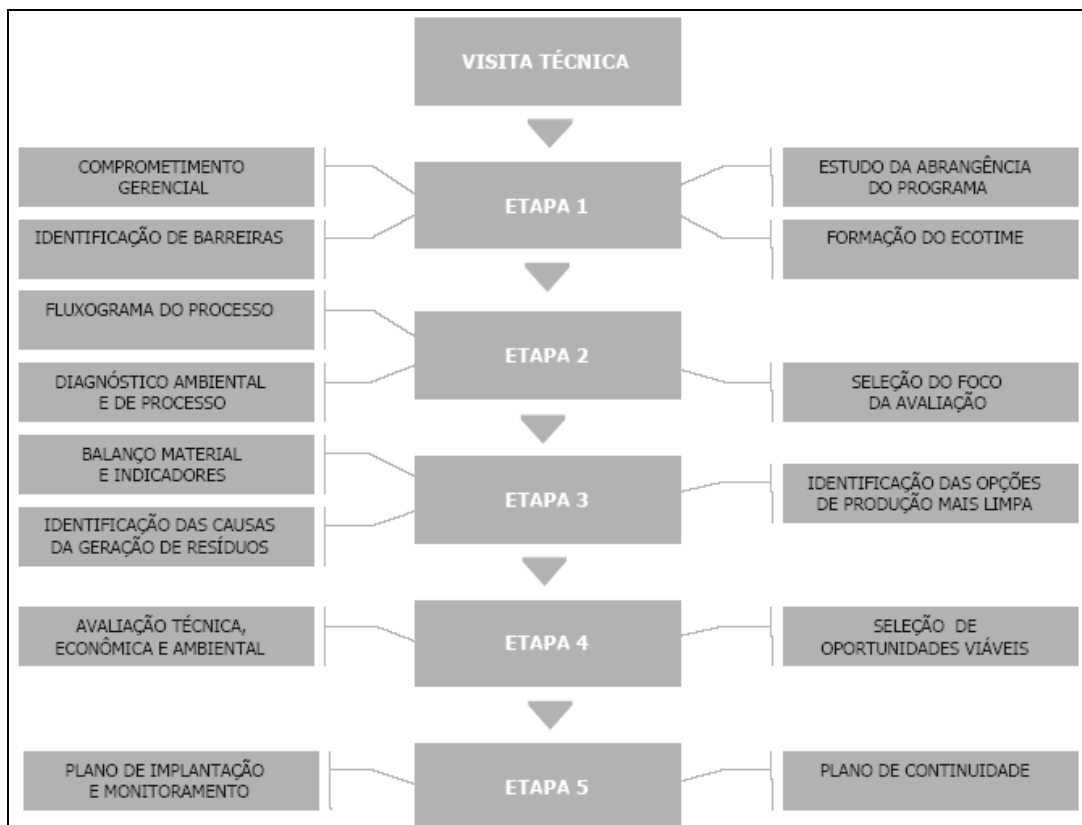 VISITA TÉCNICA
COMPROMETIMENTO
GERENCIAL
ESTUDO DA ABRANGÊNCIA
DO PROGRAMA
ETAPA 1
IDENTIFICAÇÃO DE BARREIRAS
FORMAÇÃO DO ECOTIME
FLUXOGRAMA DO PROCESSO
ETAPA 2
DIAGNÓSTICO AMBIENTAL
E DE PROCESSO
SELEÇÃO DO FOCO
DA AVALIAÇÃO
BALANÇO MATERIAL
E INDICADORES
ETAPA 3
IDENTIFICAÇÃO DAS OPÇÕES
DE PRODUÇÃO MAIS LIMPA
IDENTIFICAÇÃO DAS CAUSAS
DA GERAÇÃO DE RESÍDUOS
AVALIAÇÃO TÉCNICA,
ECONÔMICA E AMBIENTAL
ETAPA 4
SELEÇÃO DE
OPORTUNIDADES VIÁVEIS
PLANO DE IMPLANTAÇÃO
E MONITORAMENTO
ETAPA 5
PLANO DE CONTINUIDADE